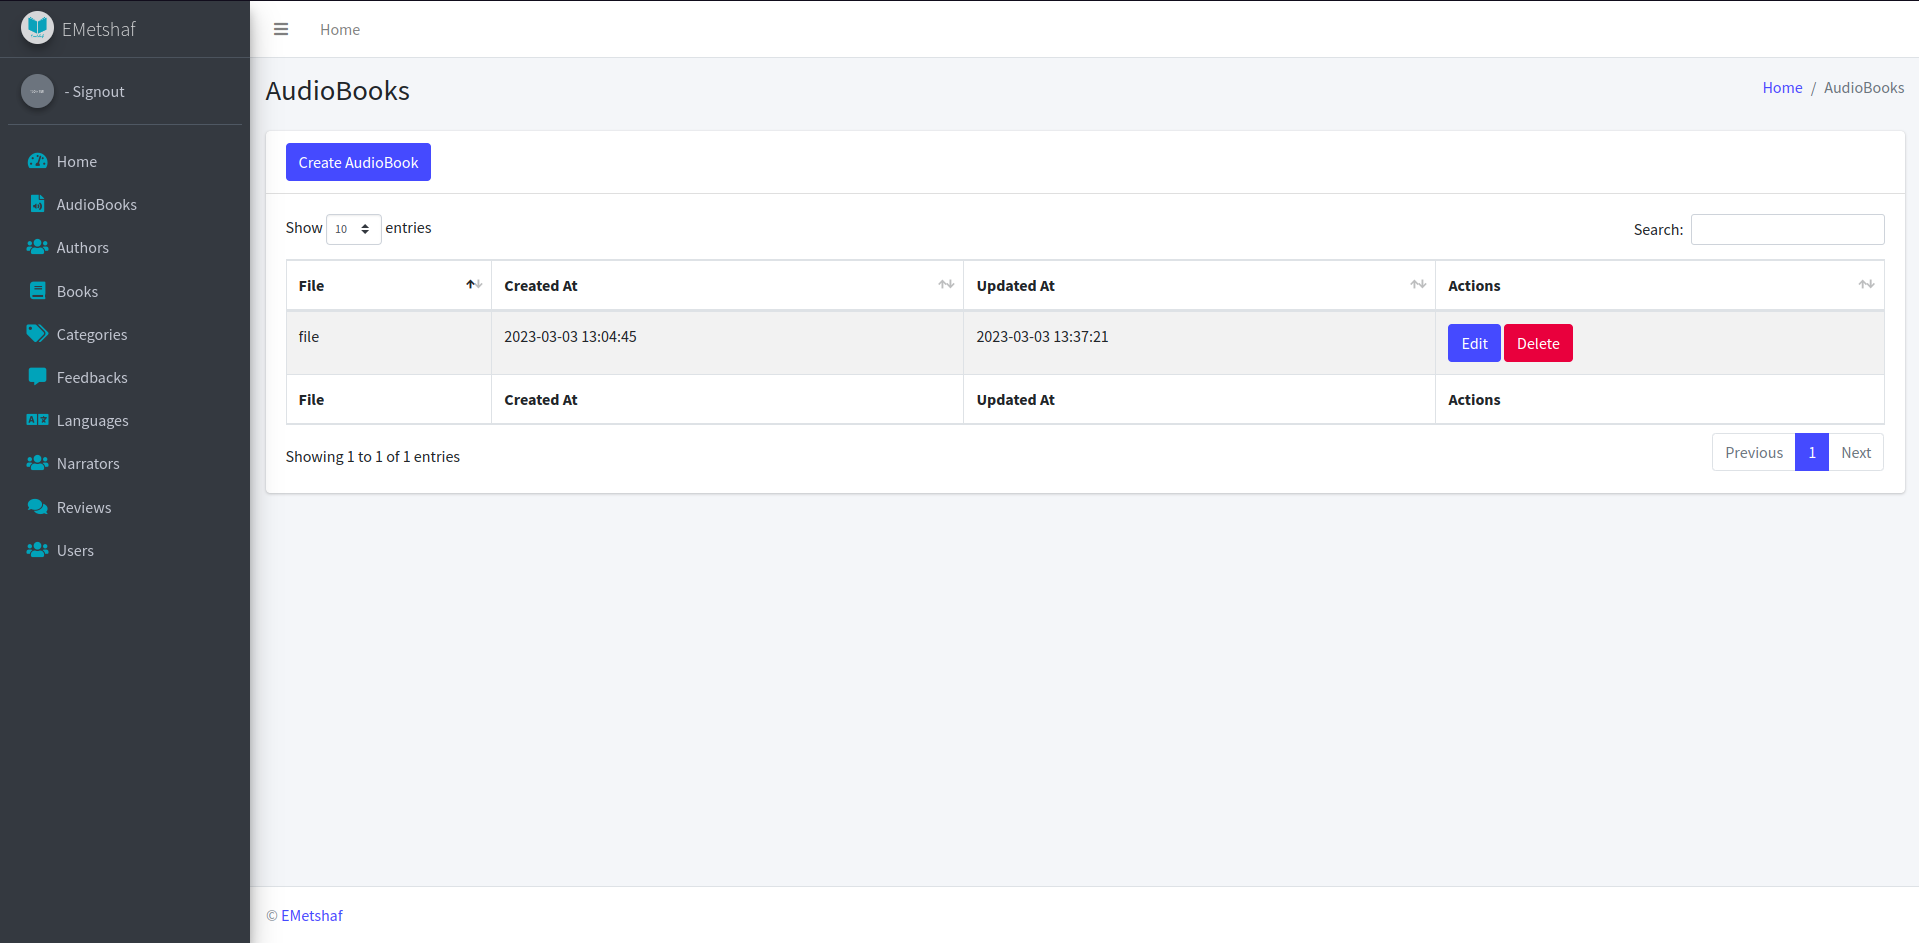 EMetshaf
- Signout
Home
AudioBooks
Authors
Books
Categories
Feedbacks
Languages
Narrators
Reviews
Users
Home
AudioBooks
Home / AudioBooks
Create AudioBook
Show 10 entries
Search:
File Created At Updated At Actions
file 2023-03-03 13:04:45 2023-03-03 13:37:21 Edit Delete
File Created At Updated At Actions
Showing 1 to 1 of 1 entries
Previous 1 Next
© EMetshaf